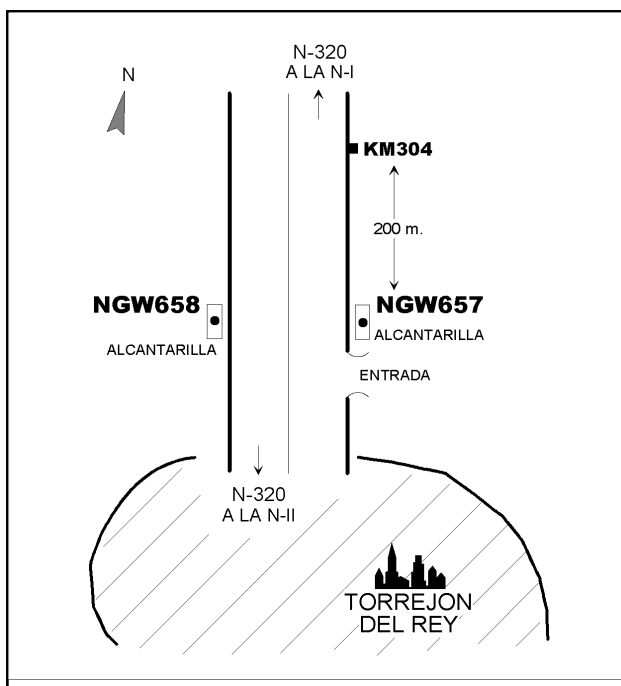 N-320
A LA N-I
N
KM304
200 m.
NGW658
NGW657
ALCANTARILLA
ALCANTARILLA
ENTRADA
N-320
A LA N-II
TORREJON
DEL REY